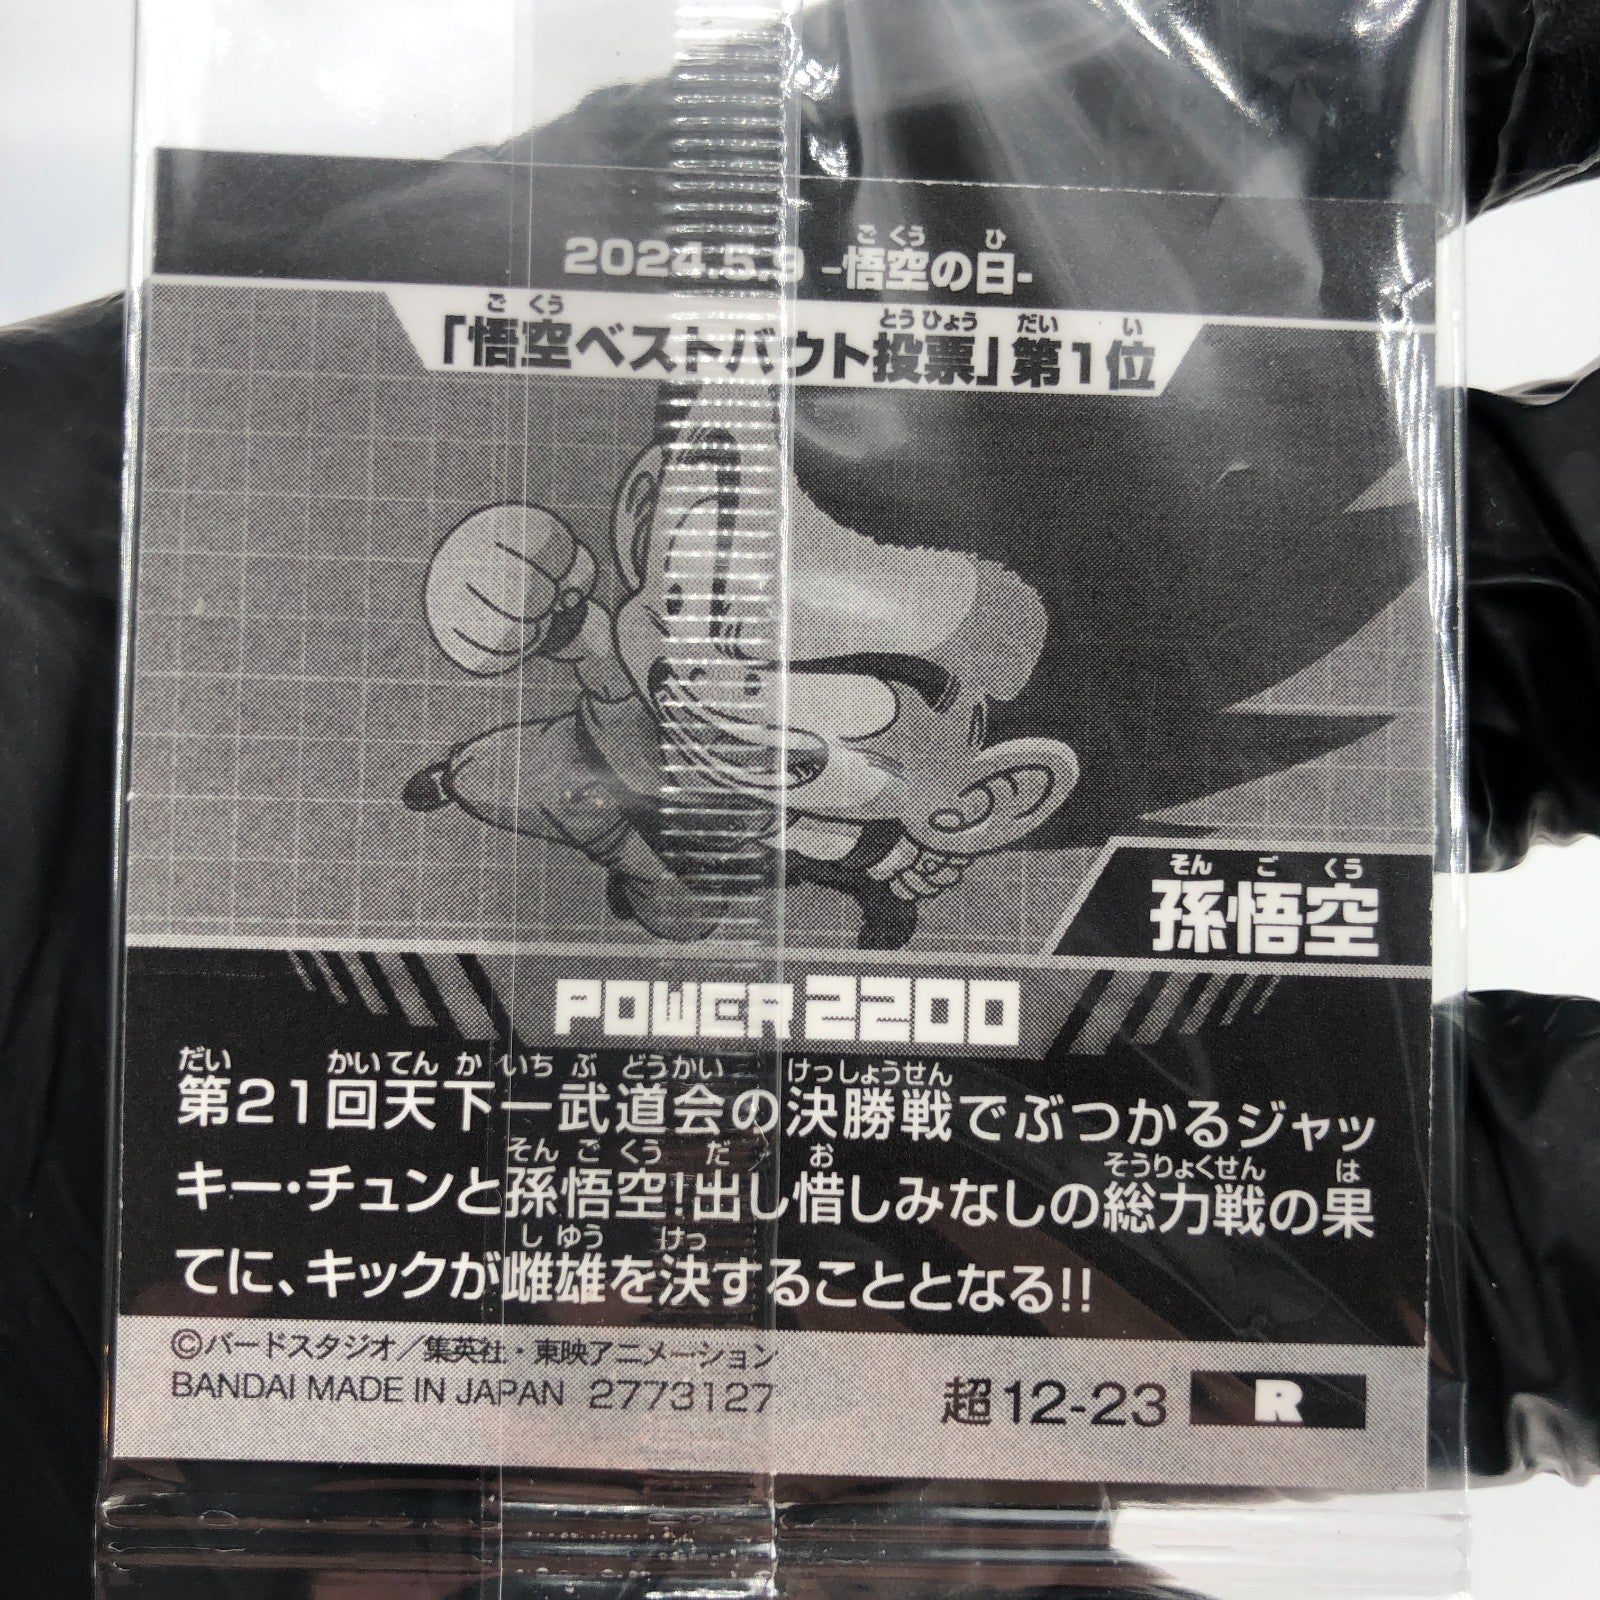 2024.5.9 -悟空の日-
「悟空ベストバウト投票」第1位
孫悟空
POWER 2200
第21回天下一武道会の決勝戦でぶつかるジャッ
キー・チュンと孫悟空!出し惜しみなしの総力戦の果
てに、キックが雌雄を決することとなる!!
©バードスタジオ/集英社・東映アニメーション
BANDAI MADE IN JAPAN 2773127
超12-23 R